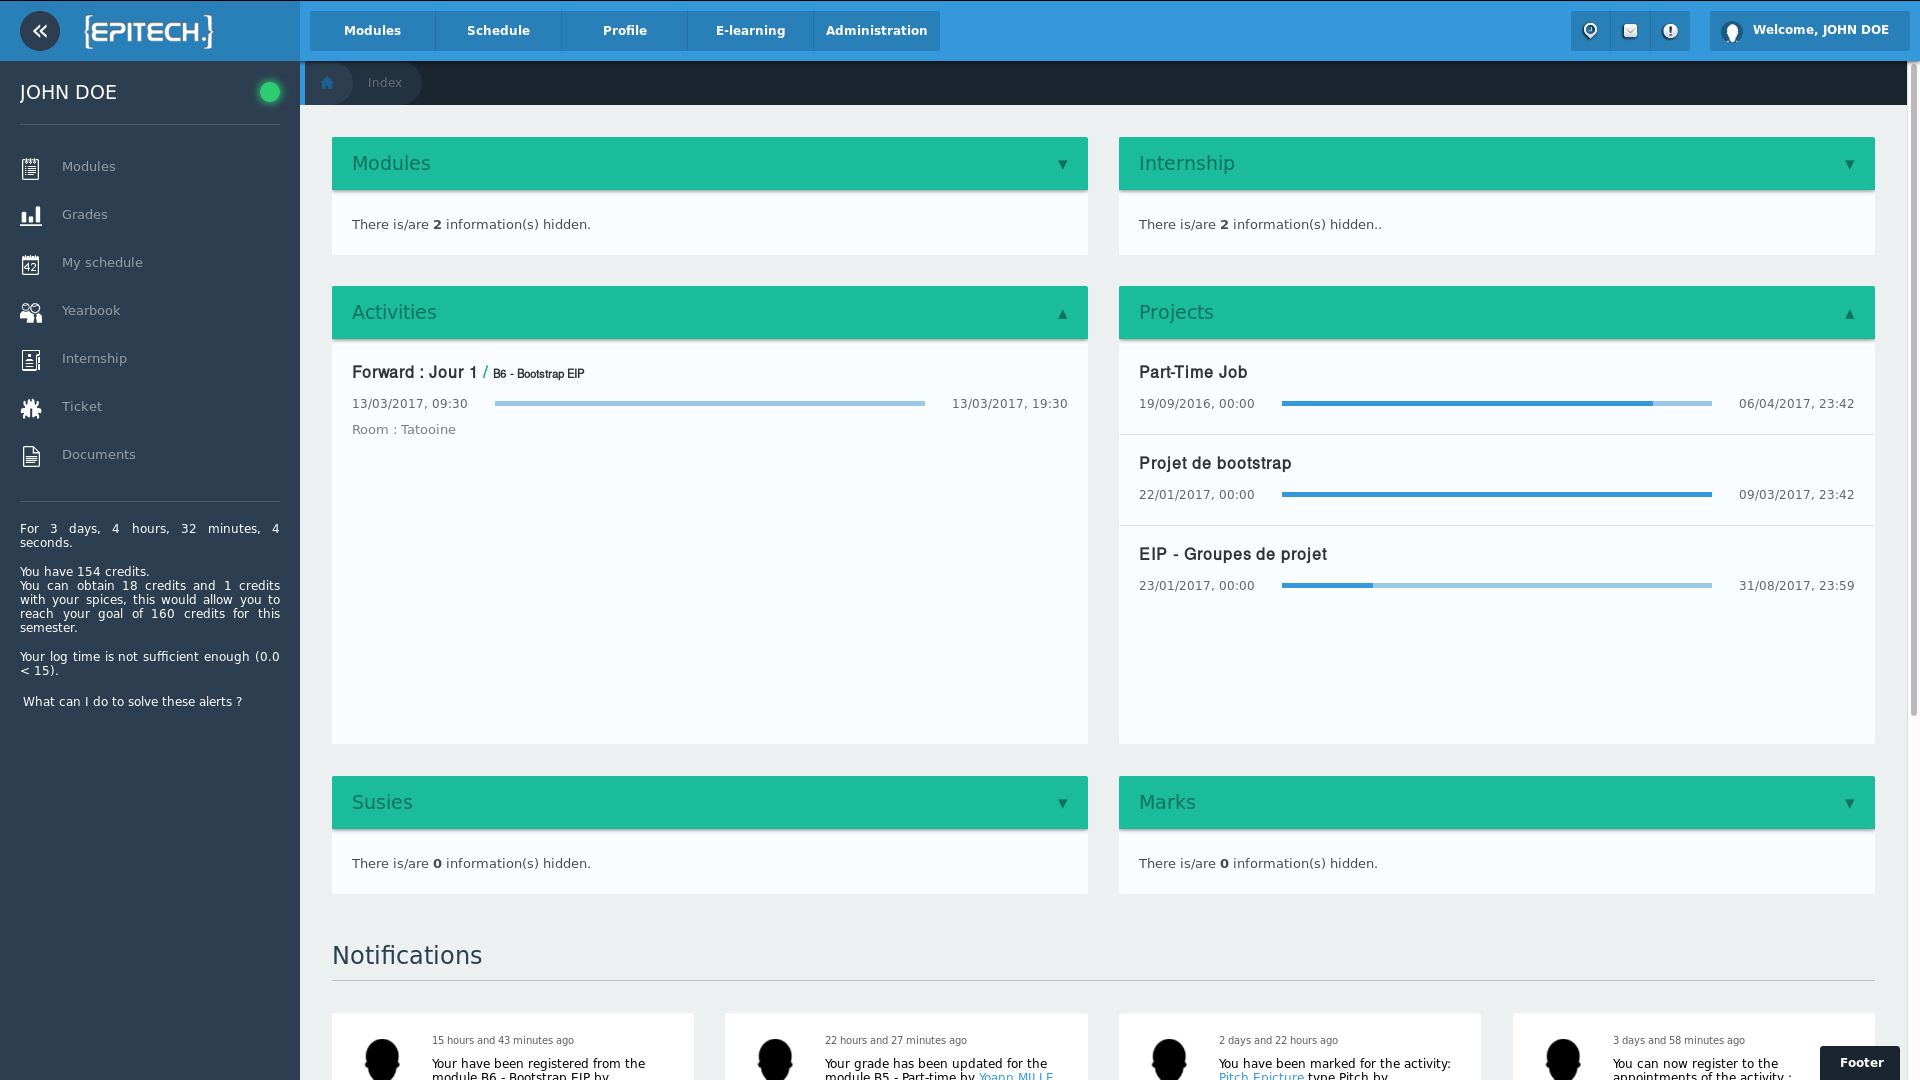 {EPITECH.}
Modules
Schedule
Profile
E-learning
Administration
Welcome, JOHN DOE
JOHN DOE
Index
Modules
Grades
42
My schedule
Yearbook
Internship
Ticket
Documents
For 3 days, 4 hours, 32 minutes, 4
seconds.
You have 154 credits.
You can obtain 18 credits and 1 credits
with your spices, this would allow you to
reach your goal of 160 credits for this
semester.
Your log time is not sufficient enough (0.0
< 15).
What can I do to solve these alerts ?
Modules
There is/are 2 information(s) hidden.
Internship
There is/are 2 information(s) hidden..
Activities
Forward : Jour 1 / B6 - Bootstrap EIP
13/03/2017, 09:30
13/03/2017, 19:30
Room : Tatooine
Projects
Part-Time Job
19/09/2016, 00:00
06/04/2017, 23:42
Projet de bootstrap
22/01/2017, 00:00
09/03/2017, 23:42
EIP - Groupes de projet
23/01/2017, 00:00
31/08/2017, 23:59
Susies
There is/are 0 information(s) hidden.
Marks
There is/are 0 information(s) hidden.
Notifications
15 hours and 43 minutes ago
Your have been registered from the
module B6 - Bootstrap EIP by
22 hours and 27 minutes ago
Your grade has been updated for the
module B5 - Part-time by Yoann MILLE
2 days and 22 hours ago
You have been marked for the activity:
Pitch Epicture type Pitch by
3 days and 58 minutes ago
You can now register to the
appointments of the activity :
Footer